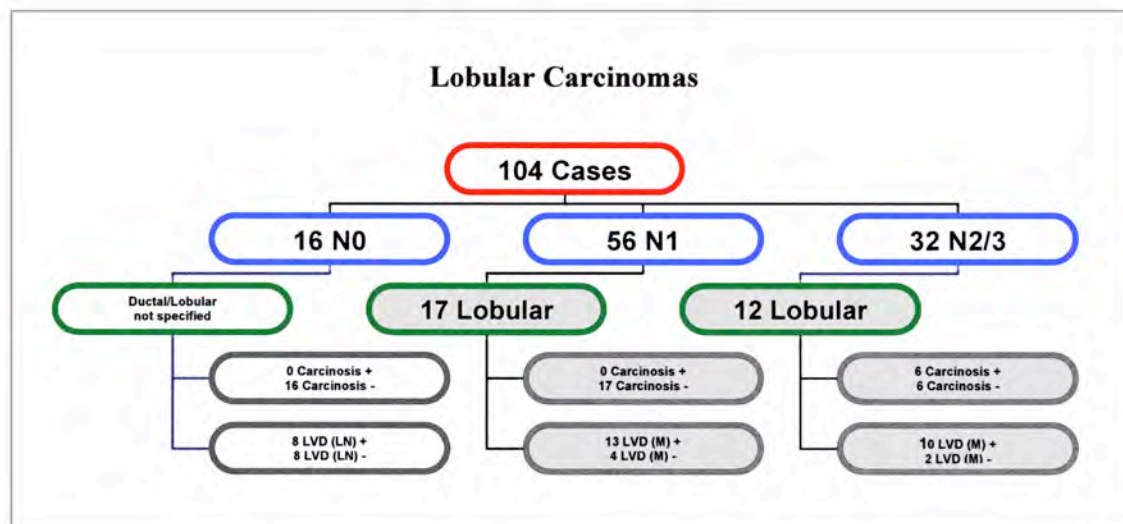 Lobular Carcinomas
104 Cases
16 N0
56 N1
32 N2/3
Ductal/Lobular
not specified
17 Lobular
12 Lobular
0 Carcinosis +
16 Carcinosis -
0 Carcinosis +
17 Carcinosis -
6 Carcinosis +
6 Carcinosis -
8 LVD (LN) +
8 LVD (LN) -
13 LVD (M) +
4 LVD (M) -
10 LVD (M) +
2 LVD (M) -